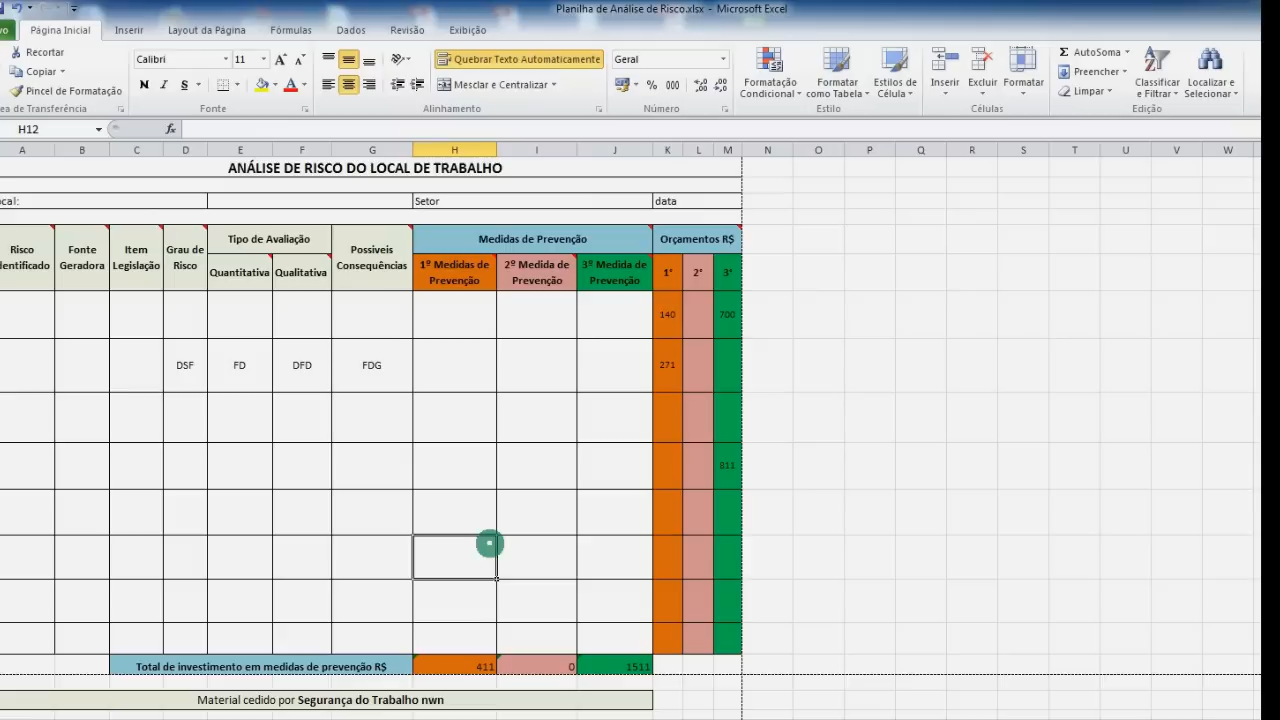 Planilha de Análise de Risco.xlsx - Microsoft Excel
Página Inicial Inserir Layout da Página Fórmulas Dados Revisão Exibição
Recortar
Copiar
Pincel de Formatação
Calibri 11
N I S
Quebrar Texto Automaticamente
Mesclar e Centralizar
Geral
% 000
Formatação Condicional
Formatar como Tabela
Estilos de Célula
Inserir Excluir Formatar
AutoSoma
Preencher
Limpar
Classificar e Filtrar
Localizar e Selecionar
Fonte Alinhamento Número Estilo Células Edição
H12 fx
A B C D E F G H I J K L M N O P Q R S T U V W
ANÁLISE DE RISCO DO LOCAL DE TRABALHO
Setor data
Risco
Fonte Geradora
Item Legislação
Grau de Risco
Tipo de Avaliação
Quantitativa Qualitativa
Possiveis Consequências
Medidas de Prevenção
1º Medidas de Prevenção
2º Medida de Prevenção
3º Medida de Prevenção
Orçamentos R$
1° 2° 3°
140 700
DSF FD DFD FDG 271
811
Total de investimento em medidas de prevenção R$ 411 0 1511
Material cedido por Segurança do Trabalho nwn